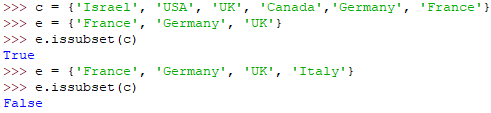 >>> c = {'Israel', 'USA', 'UK', 'Canada','Germany', 'France'}
>>> e = {'France', 'Germany', 'UK'}
>>> e.issubset(c)
True
>>> e = {'France', 'Germany', 'UK', 'Italy'}
>>> e.issubset(c)
False